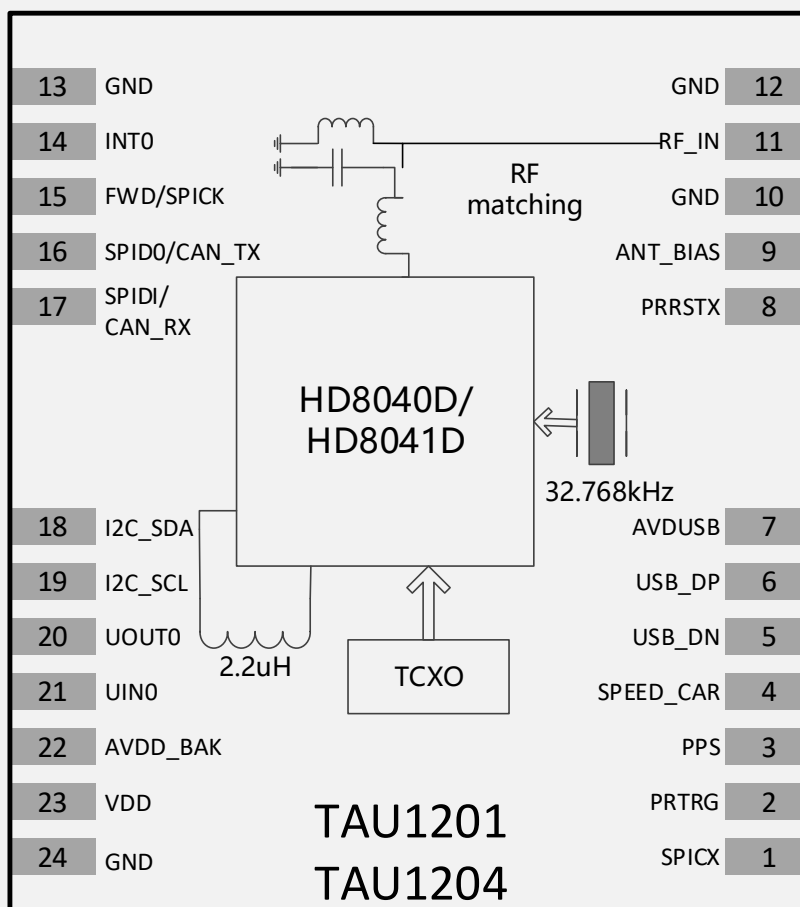 13 GND
14 INT0
15 FWD/SPICK
16 SPID0/CAN_TX
17 SPIDI/
CAN_RX
18 I2C_SDA
19 I2C_SCL
20 UOUT0
21 UIN0
22 AVDD_BAK
23 VDD
24 GND
RF
matching
HD8040D/
HD8041D
32.768kHz
2.2uH
TCXO
TAU1201
TAU1204
GND 12
RF_IN 11
GND 10
ANT_BIAS 9
PRRSTX 8
AVDUSB 7
USB_DP 6
USB_DN 5
SPEED_CAR 4
PPS 3
PRTRG 2
SPICX 1